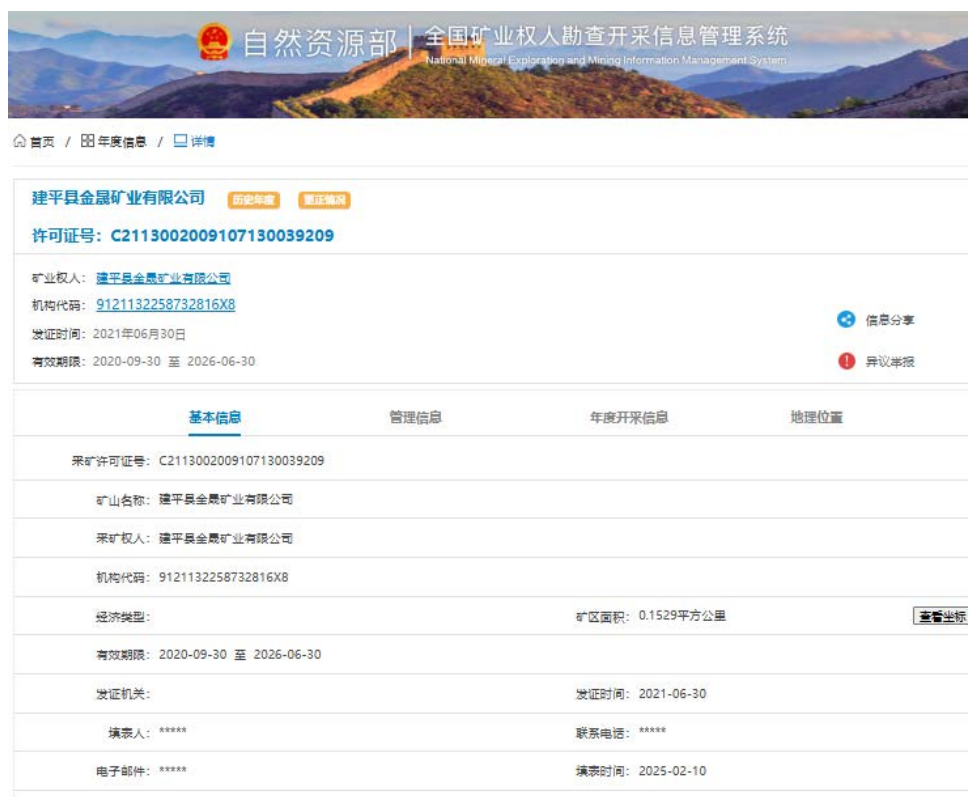 自然资源部 全国矿业权人勘查开采信息管理系统
National Mineral Exploration and Mining Information Management System
首页 / 年度信息 / 详情
建平县金晟矿业有限公司 历史年度 更正情况
许可证号：C2113002009107130039209
矿业权人：建平县金晟矿业有限公司
机构代码：9121132258732816X8
信息分享
发证时间：2021年06月30日
有效期限：2020-09-30 至 2026-06-30
异议举报
基本信息 管理信息 年度开采信息 地理位置
采矿许可证号：C2113002009107130039209
矿山名称：建平县金晟矿业有限公司
采矿权人：建平县金晟矿业有限公司
机构代码：9121132258732816X8
经济类型： 矿区面积：0.1529平方公里 查看坐标
有效期限：2020-09-30 至 2026-06-30
发证机关： 发证时间：2021-06-30
填表人：***** 联系电话：*****
电子邮件：***** 填表时间：2025-02-10